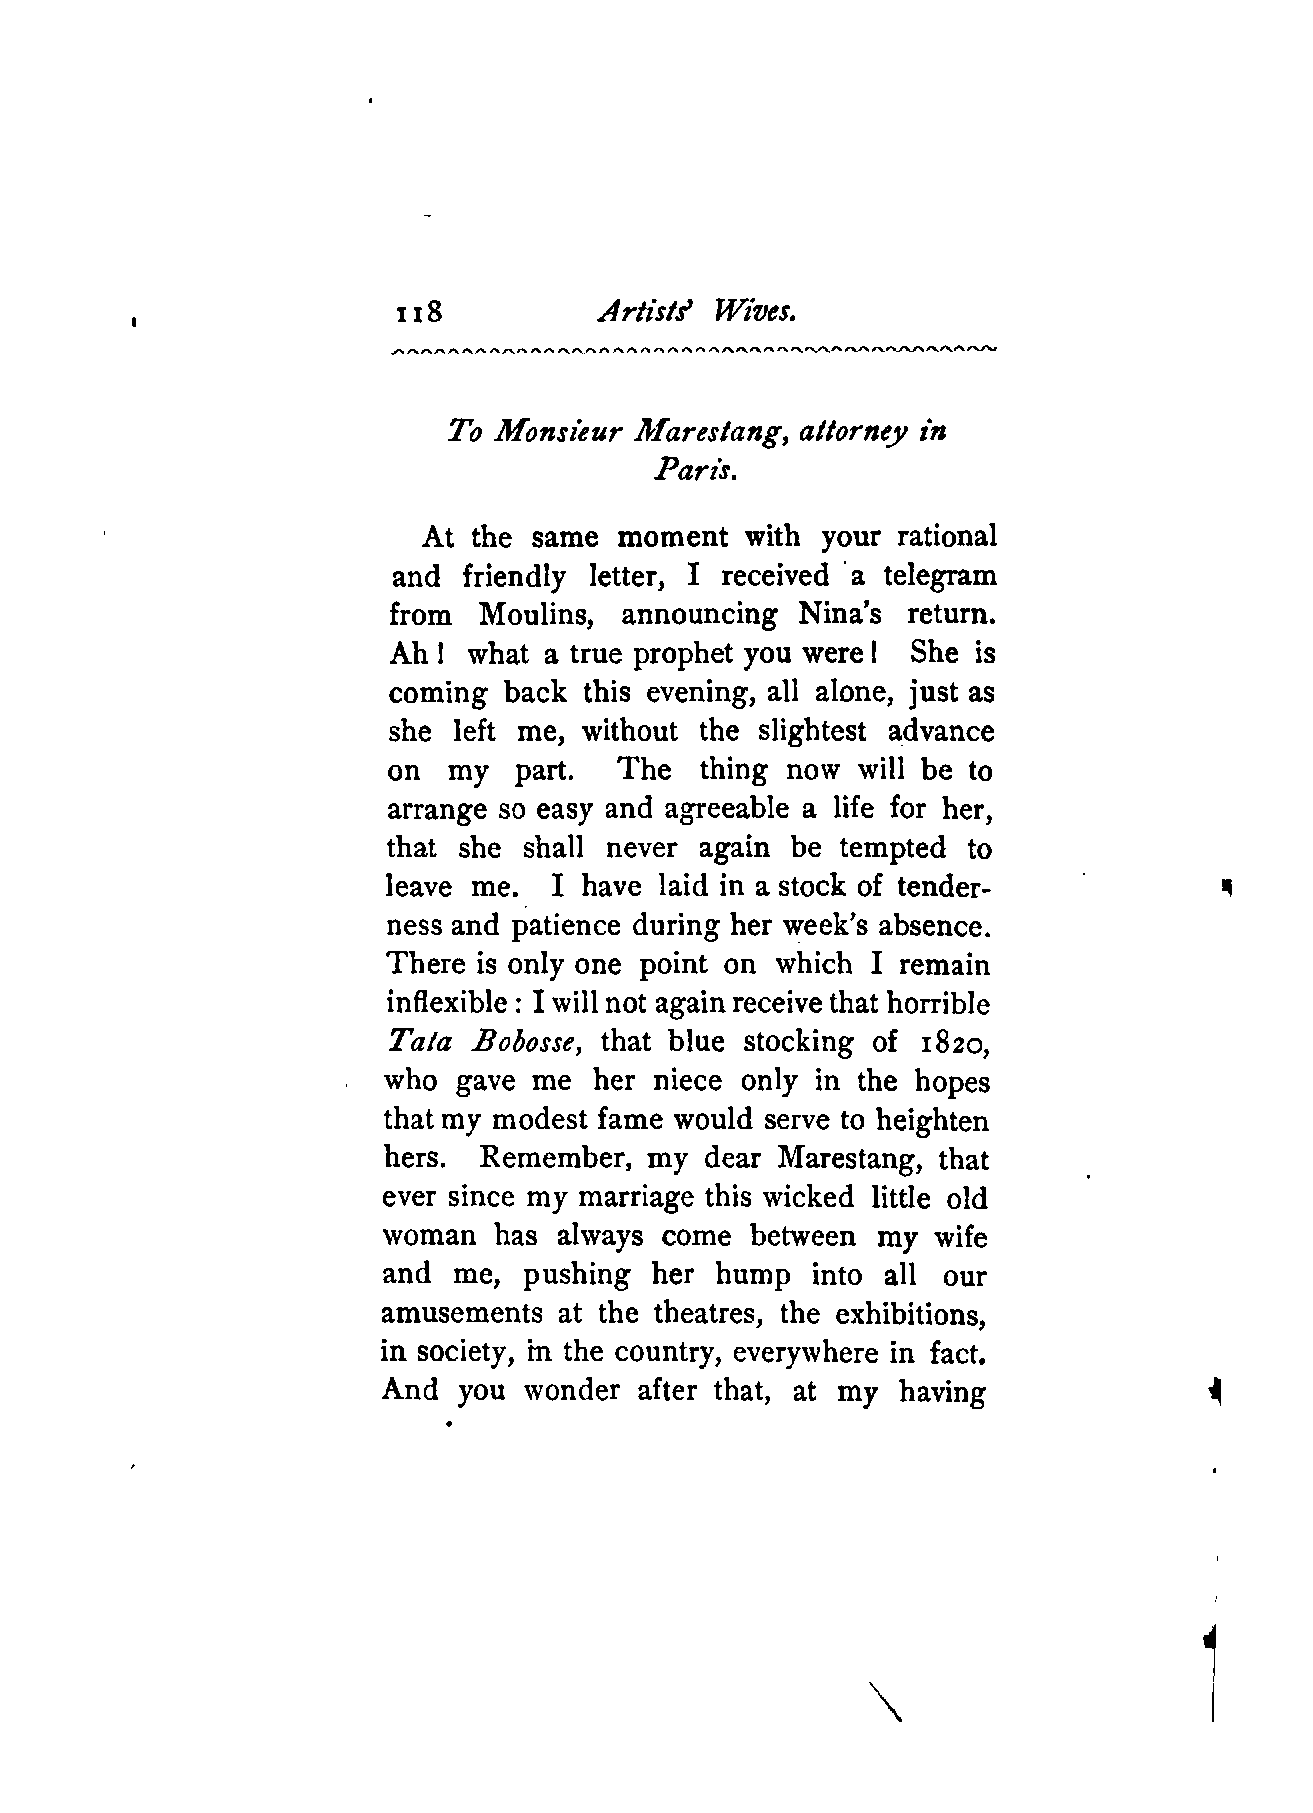 118 Artists' Wives.
To Monsieur Marestang, attorney in
Paris.
At the same moment with your rational
and friendly letter, I received a telegram
from Moulins, announcing Nina's return.
Ah! what a true prophet you were! She is
coming back this evening, all alone, just as
she left me, without the slightest advance
on my part. The thing now will be to
arrange so easy and agreeable a life for her,
that she shall never again be tempted to
leave me. I have laid in a stock of tender-
ness and patience during her week's absence.
There is only one point on which I remain
inflexible: I will not again receive that horrible
Tata Bobosse, that blue stocking of 1820,
who gave me her niece only in the hopes
that my modest fame would serve to heighten
hers. Remember, my dear Marestang, that
ever since my marriage this wicked little old
woman has always come between my wife
and me, pushing her hump into all our
amusements at the theatres, the exhibitions,
in society, in the country, everywhere in fact.
And you wonder after that, at my having